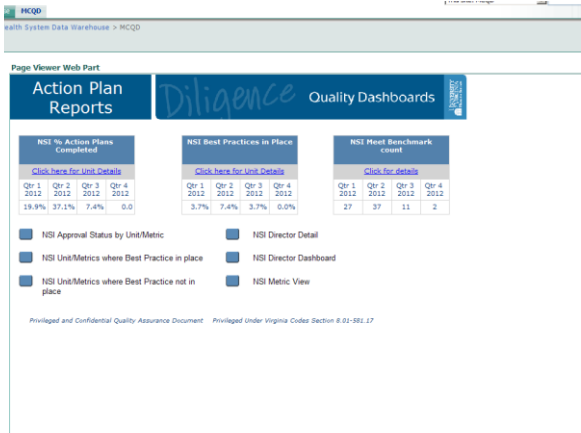 MCQD
ealth System Data Warehouse > MCQD
Page Viewer Web Part
Action Plan
Reports
Diligence
Quality Dashboards
NSI % Action Plans
Completed
Click here for Unit Details
Qtr 1 Qtr 2 Qtr 3 Qtr 4
2012 2012 2012 2012
19.9% 37.1% 7.4% 0.0
NSI Best Practices in Place
Click here for Unit Details
Qtr 1 Qtr 2 Qtr 3 Qtr 4
2012 2012 2012 2012
3.7% 7.4% 3.7% 0.0%
NSI Meet Benchmark
count
Click for details
Qtr 1 Qtr 2 Qtr 3 Qtr 4
2012 2012 2012 2012
27 37 11 2
NSI Approval Status by Unit/Metric
NSI Director Detail
NSI Unit/Metrics where Best Practice in place
NSI Director Dashboard
NSI Unit/Metrics where Best Practice not in
place
NSI Metric View
Privileged and Confidential Quality Assurance Document Privileged Under Virginia Codes Section 8.01-581.17